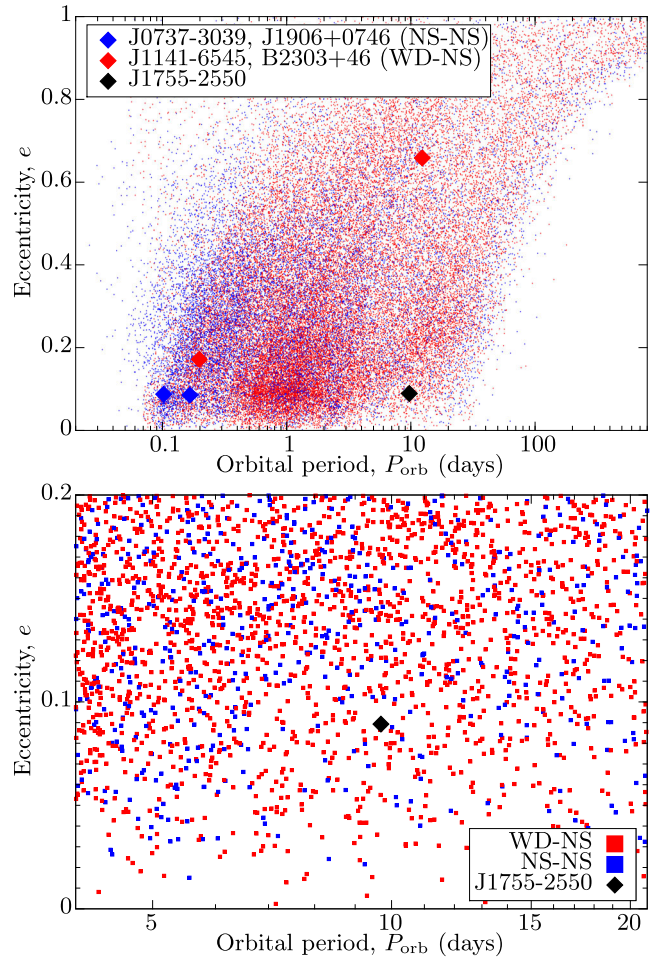 1
0.8
0.6
0.4
0.2
0
Eccentricity, e
J0737-3039, J1906+0746 (NS-NS)
J1141-6545, B2303+46 (WD-NS)
J1755-2550
0.1 1 10 100
Orbital period, Porb (days)
0.2
0.1
0
Eccentricity, e
WD-NS
NS-NS
J1755-2550
5 10 15 20
Orbital period, Porb (days)